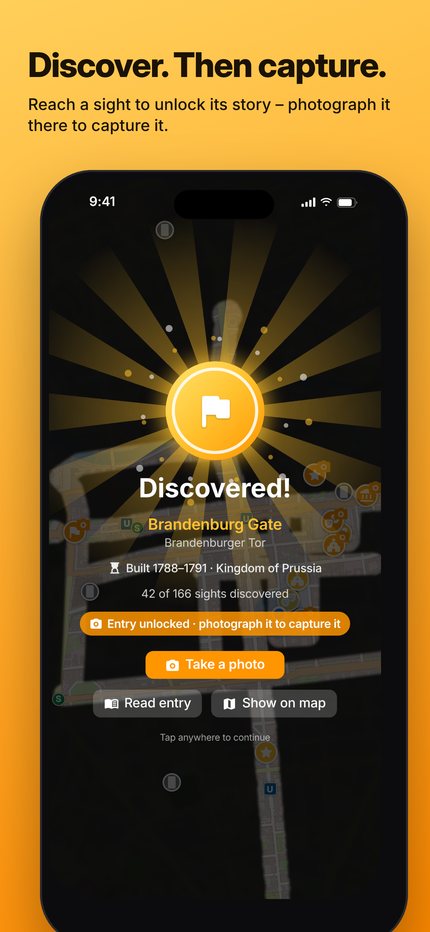 Discover. Then capture.
Reach a sight to unlock its story – photograph it
there to capture it.
9:41
Discovered!
U S
Brandenburg Gate
Brandenburger Tor
Built 1788–1791 · Kingdom of Prussia
42 of 166 sights discovered
Entry unlocked · photograph it to capture it
Take a photo
S
Read entry
Show on map
Tap anywhere to continue
U